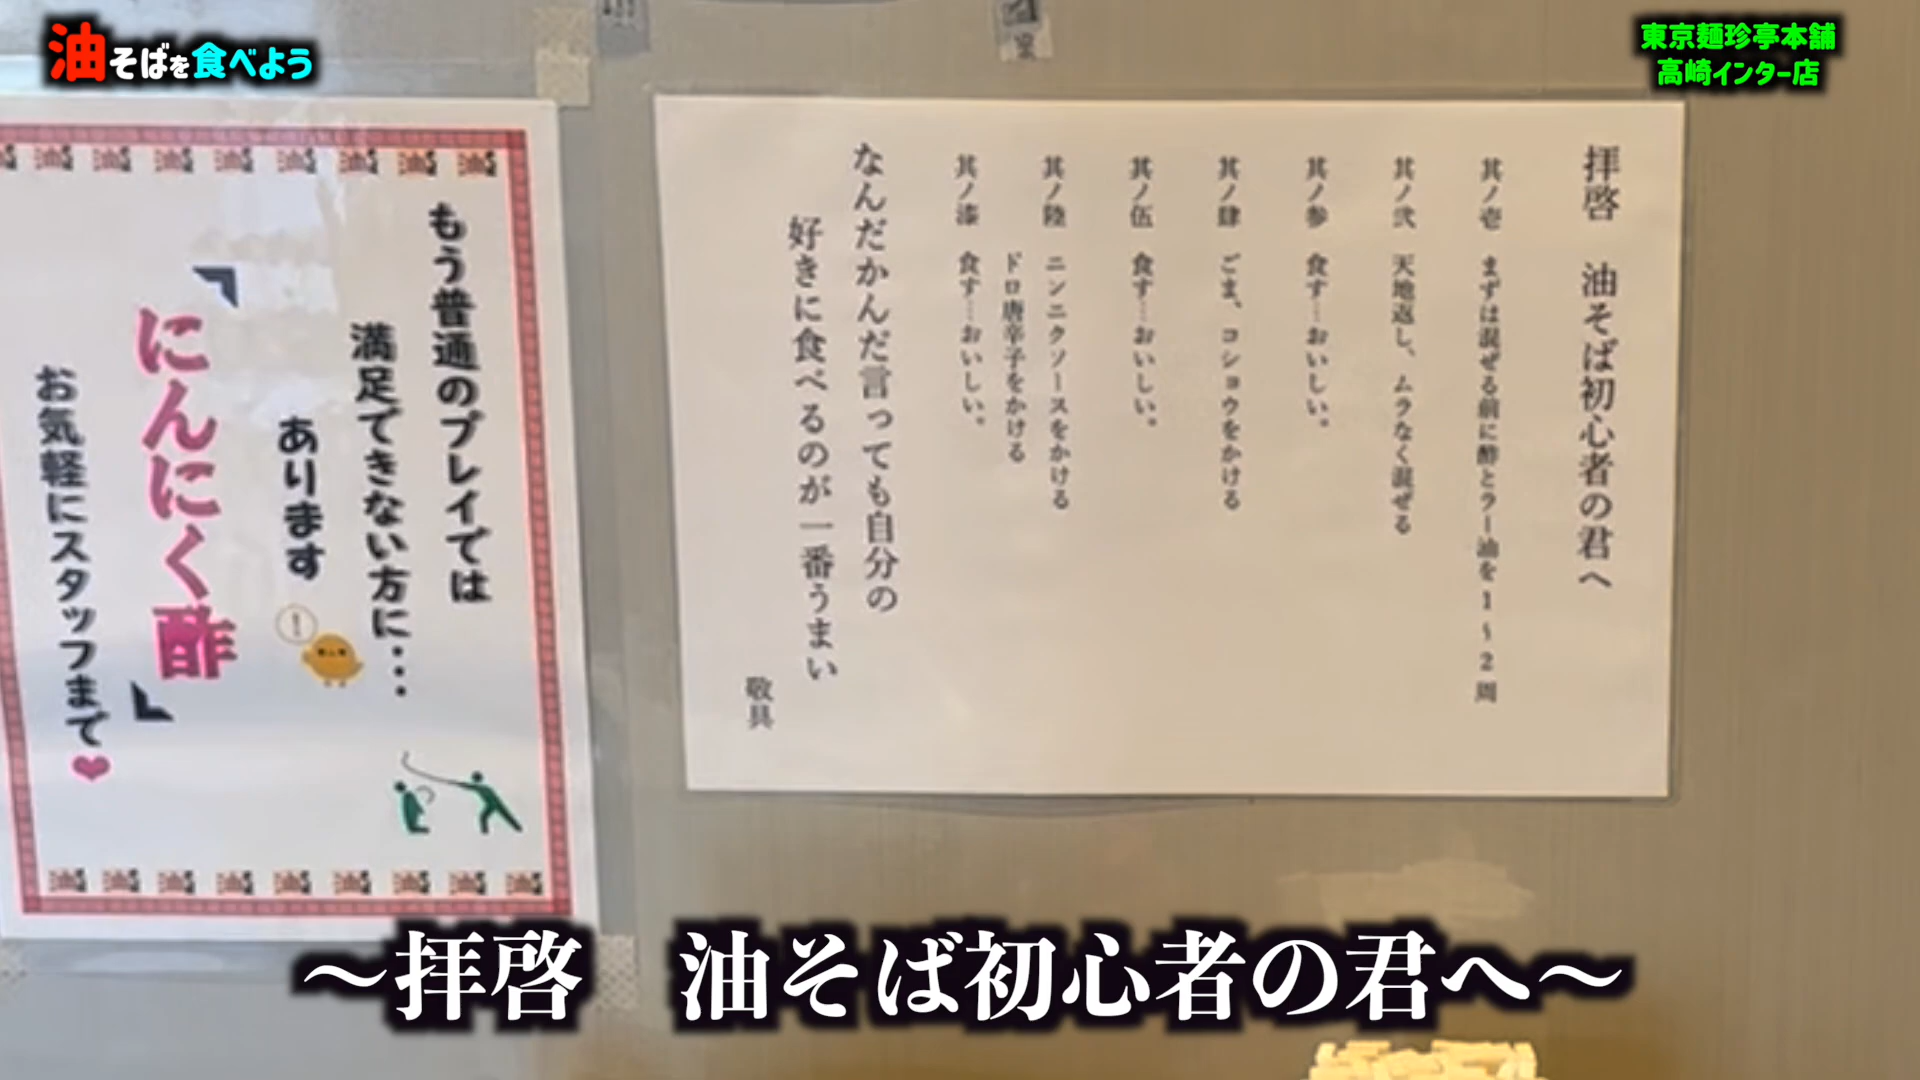 油そばを食べよう
東京麺珍亭本舗
高崎インター店
拝啓 油そば初心者の君へ
其ノ壱 まずは混ぜる前に酢とラー油を1~2周
其ノ弐 天地返し、ムラなく混ぜる
其ノ参 食す…おいしい。
其ノ肆 ごま、コショウをかける
其ノ伍 食す…おいしい。
其ノ陸 ニンニクソースをかける
ドロ唐辛子をかける
其ノ漆 食す…おいしい。
なんだかんだ言っても自分の
好きに食べるのが一番うまい
敬具
もう普通のプレイでは
満足できない方に・・・
あります
「にんにく酢」
お気軽にスタッフまで❤
~拝啓 油そば初心者の君へ~